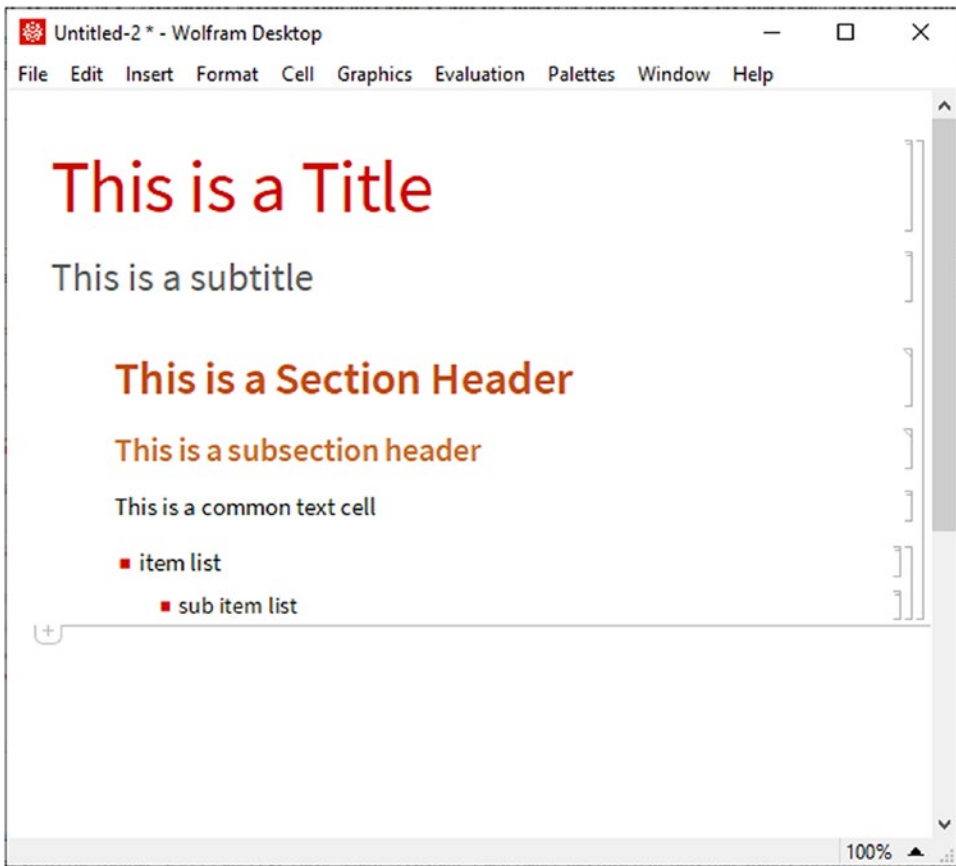 Untitled-2 * - Wolfram Desktop
File Edit Insert Format Cell Graphics Evaluation Palettes Window Help
This is a Title
This is a subtitle
This is a Section Header
This is a subsection header
This is a common text cell
item list
sub item list
100%